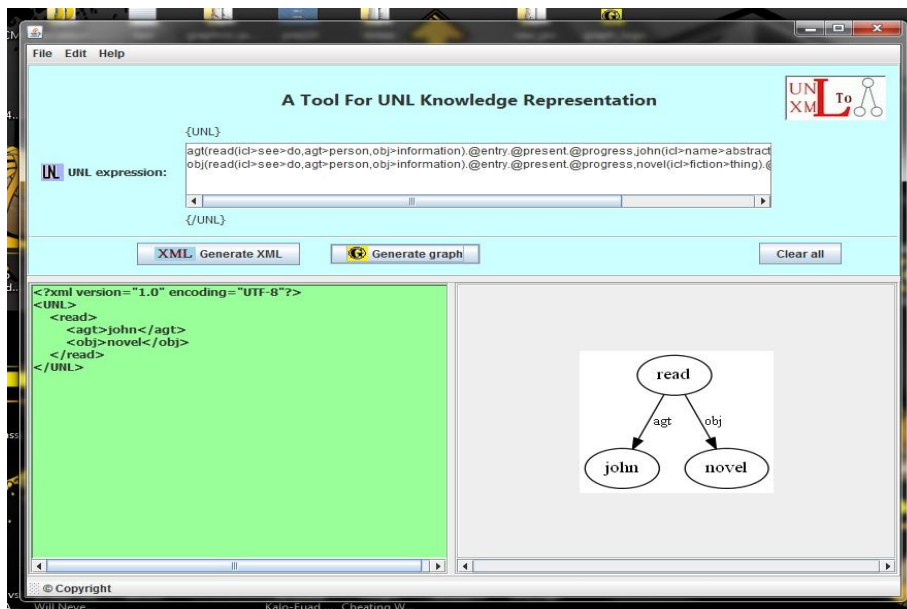 File Edit Help
A Tool For UNL Knowledge Representation
UN
XML To
{UNL}
agt(read(icl>see>do,agt>person,obj>information).@entry.@present.@progress,john(icl>name>abstract
UNL expression:
obj(read(icl>see>do,agt>person,obj>information).@entry.@present.@progress,novel(icl>fiction>thing).@
{/UNL}
XML Generate XML
G Generate graph
Clear all
<?xml version="1.0" encoding="UTF-8"?>
<UNL>
<read>
<agt>john</agt>
<obj>novel</obj>
</read>
</UNL>
read
agt obj
john novel
© Copyright
Cheating W...